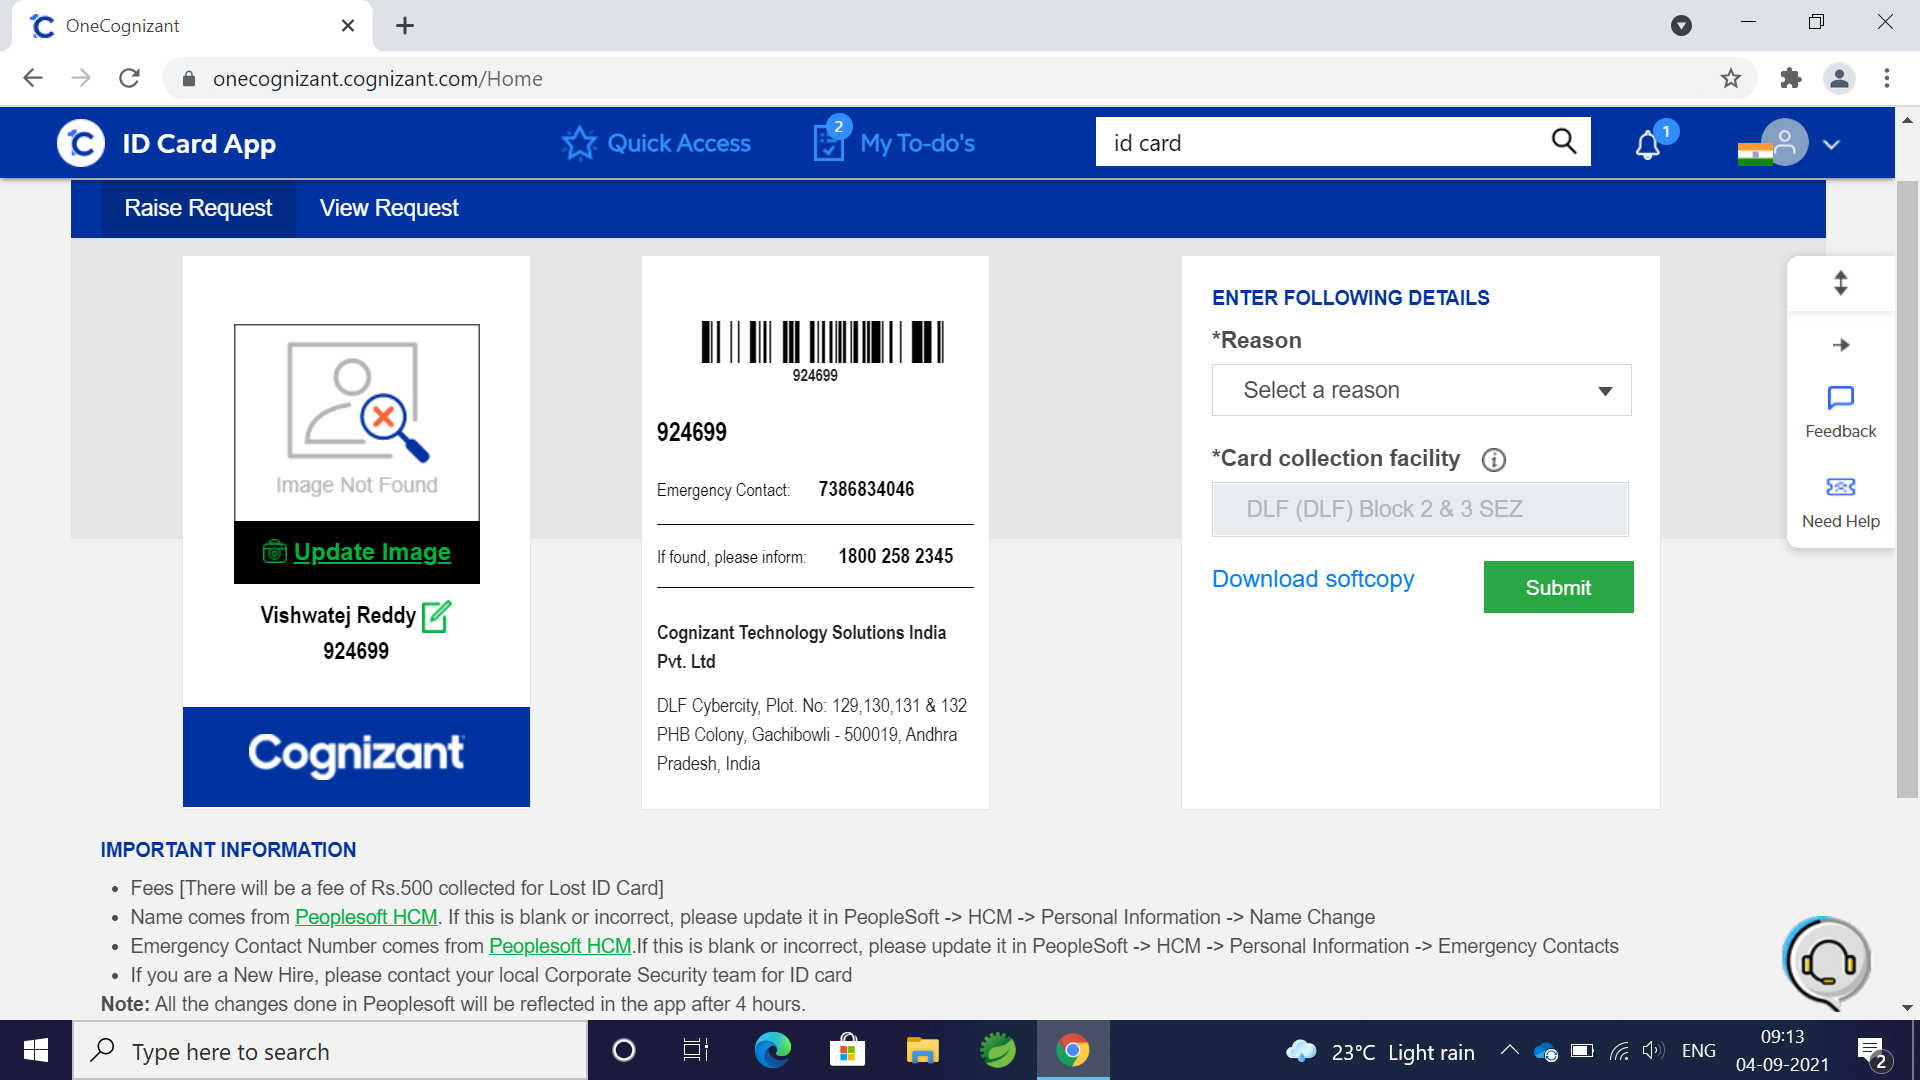 OneCognizant
onecognizant.cognizant.com/Home
ID Card App
Quick Access
2
My To-do's
id card
1
Raise Request
View Request
Image Not Found
Update Image
Vishwatej Reddy
924699
Cognizant
924699
924699
Emergency Contact: 7386834046
If found, please inform: 1800 258 2345
Cognizant Technology Solutions India
Pvt. Ltd
DLF Cybercity, Plot. No: 129,130,131 & 132
PHB Colony, Gachibowli - 500019, Andhra
Pradesh, India
ENTER FOLLOWING DETAILS
*Reason
Select a reason
*Card collection facility
DLF (DLF) Block 2 & 3 SEZ
Download softcopy
Submit
Feedback
Need Help
IMPORTANT INFORMATION
• Fees [There will be a fee of Rs.500 collected for Lost ID Card]
• Name comes from Peoplesoft HCM. If this is blank or incorrect, please update it in PeopleSoft -> HCM -> Personal Information -> Name Change
• Emergency Contact Number comes from Peoplesoft HCM.If this is blank or incorrect, please update it in PeopleSoft -> HCM -> Personal Information -> Emergency Contacts
• If you are a New Hire, please contact your local Corporate Security team for ID card
Note: All the changes done in Peoplesoft will be reflected in the app after 4 hours.
Type here to search
23°C Light rain
ENG
09:13
04-09-2021
2